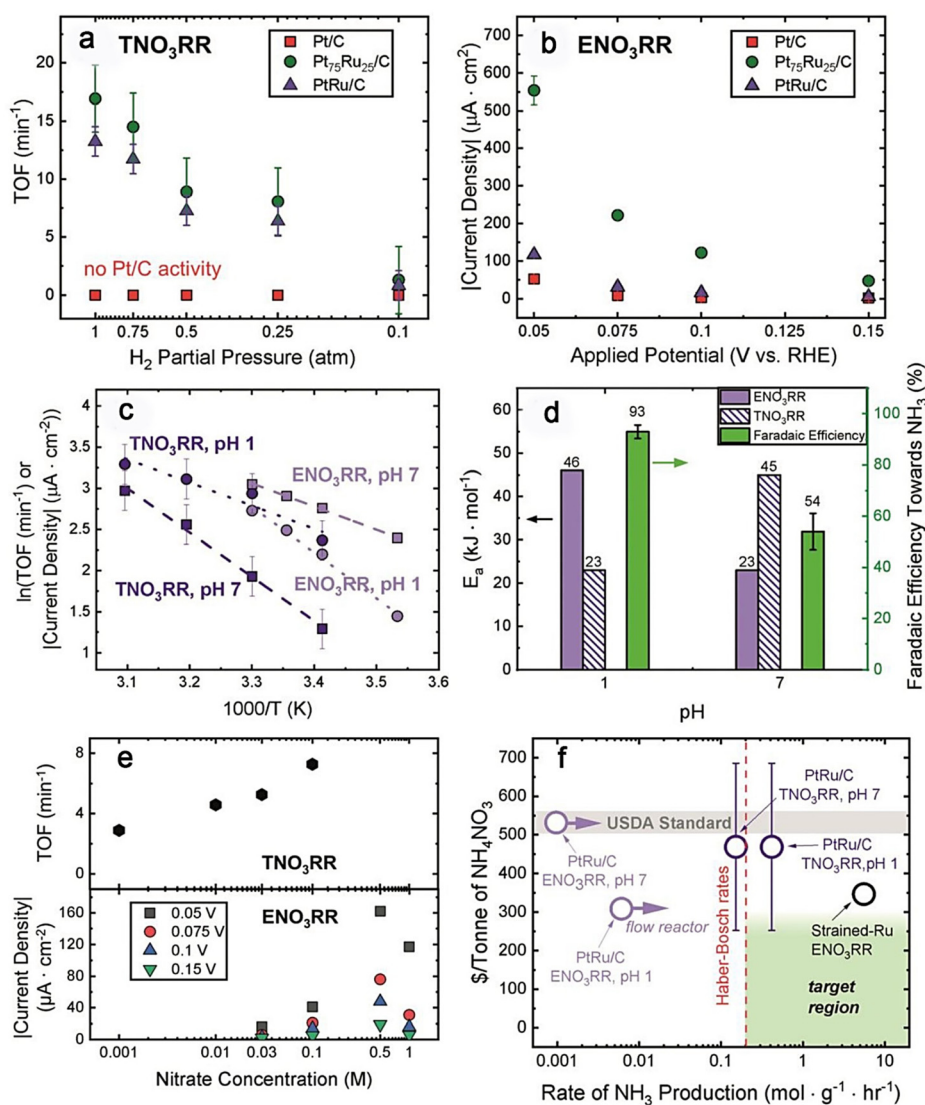 a
TNO₃RR
Pt/C
Pt₇₅Ru₂₅/C
PtRu/C
TOF (min⁻¹)
20
15
10
5
0
no Pt/C activity
1 0.75 0.5 0.25 0.1
H₂ Partial Pressure (atm)
b
ENO₃RR
Pt/C
Pt₇₅Ru₂₅/C
PtRu/C
|Current Density| (μA · cm²)
700
600
500
400
300
200
100
0
0.05 0.075 0.1 0.125 0.15
Applied Potential (V vs. RHE)
c
TNO₃RR, pH 1
ENO₃RR, pH 7
TNO₃RR, pH 7
ENO₃RR, pH 1
ln(TOF (min⁻¹) or
|Current Density| (μA · cm⁻²))
4
3.5
3
2.5
2
1.5
1
3.1 3.2 3.3 3.4 3.5 3.6
1000/T (K)
d
ENO₃RR
TNO₃RR
Faradaic Efficiency
Eₐ (kJ · mol⁻¹)
60
50
40
30
20
10
0
46
23
93
23
45
54
100
80
60
40
20
0
Faradaic Efficiency Towards NH₃ (%)
1 7
pH
e
TOF (min⁻¹)
8
4
0
TNO₃RR
ENO₃RR
0.05 V
0.075 V
0.1 V
0.15 V
|Current Density|
(μA · cm⁻²)
160
120
80
40
0
0.001 0.01 0.03 0.1 0.5 1
Nitrate Concentration (M)
f
$/Tonne of NH₄NO₃
700
600
500
400
300
200
100
0
PtRu/C
TNO₃RR, pH 7
USDA Standard
PtRu/C
ENO₃RR, pH 7
PtRu/C
TNO₃RR,pH 1
Haber-Bosch rates
flow reactor
PtRu/C
ENO₃RR, pH 1
Strained-Ru
ENO₃RR
target
region
0.001 0.01 0.1 1 10
Rate of NH₃ Production (mol · g⁻¹ · hr⁻¹)